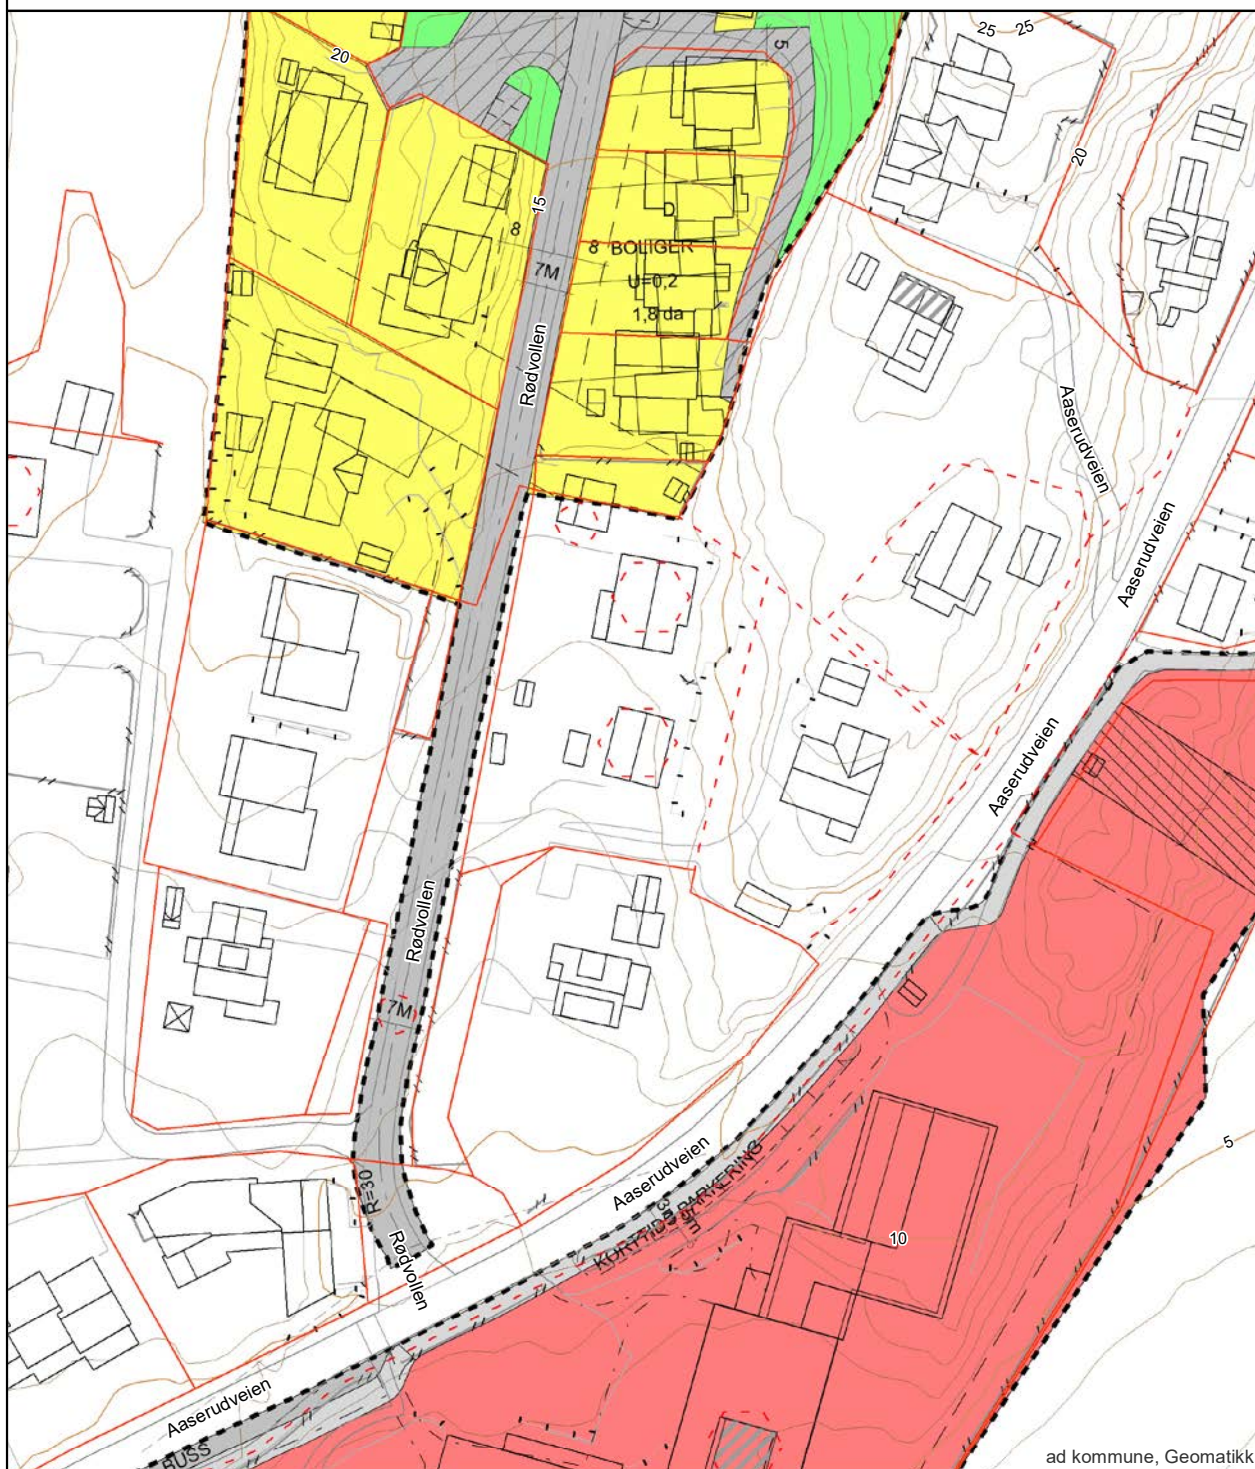 25
25
5
20
20
15
D
8
8 BOLIGER
7M
U=0,2
1,8 da
Rødvollen
Aaserudveien
Aaserudveien
Aaserudveien
Rødvollen
7M
5
Aaserudveien
KORTTIDSPARKERING
R=30
10
Rødvollen
Aaserudveien
BUSS
ad kommune, Geomatikk